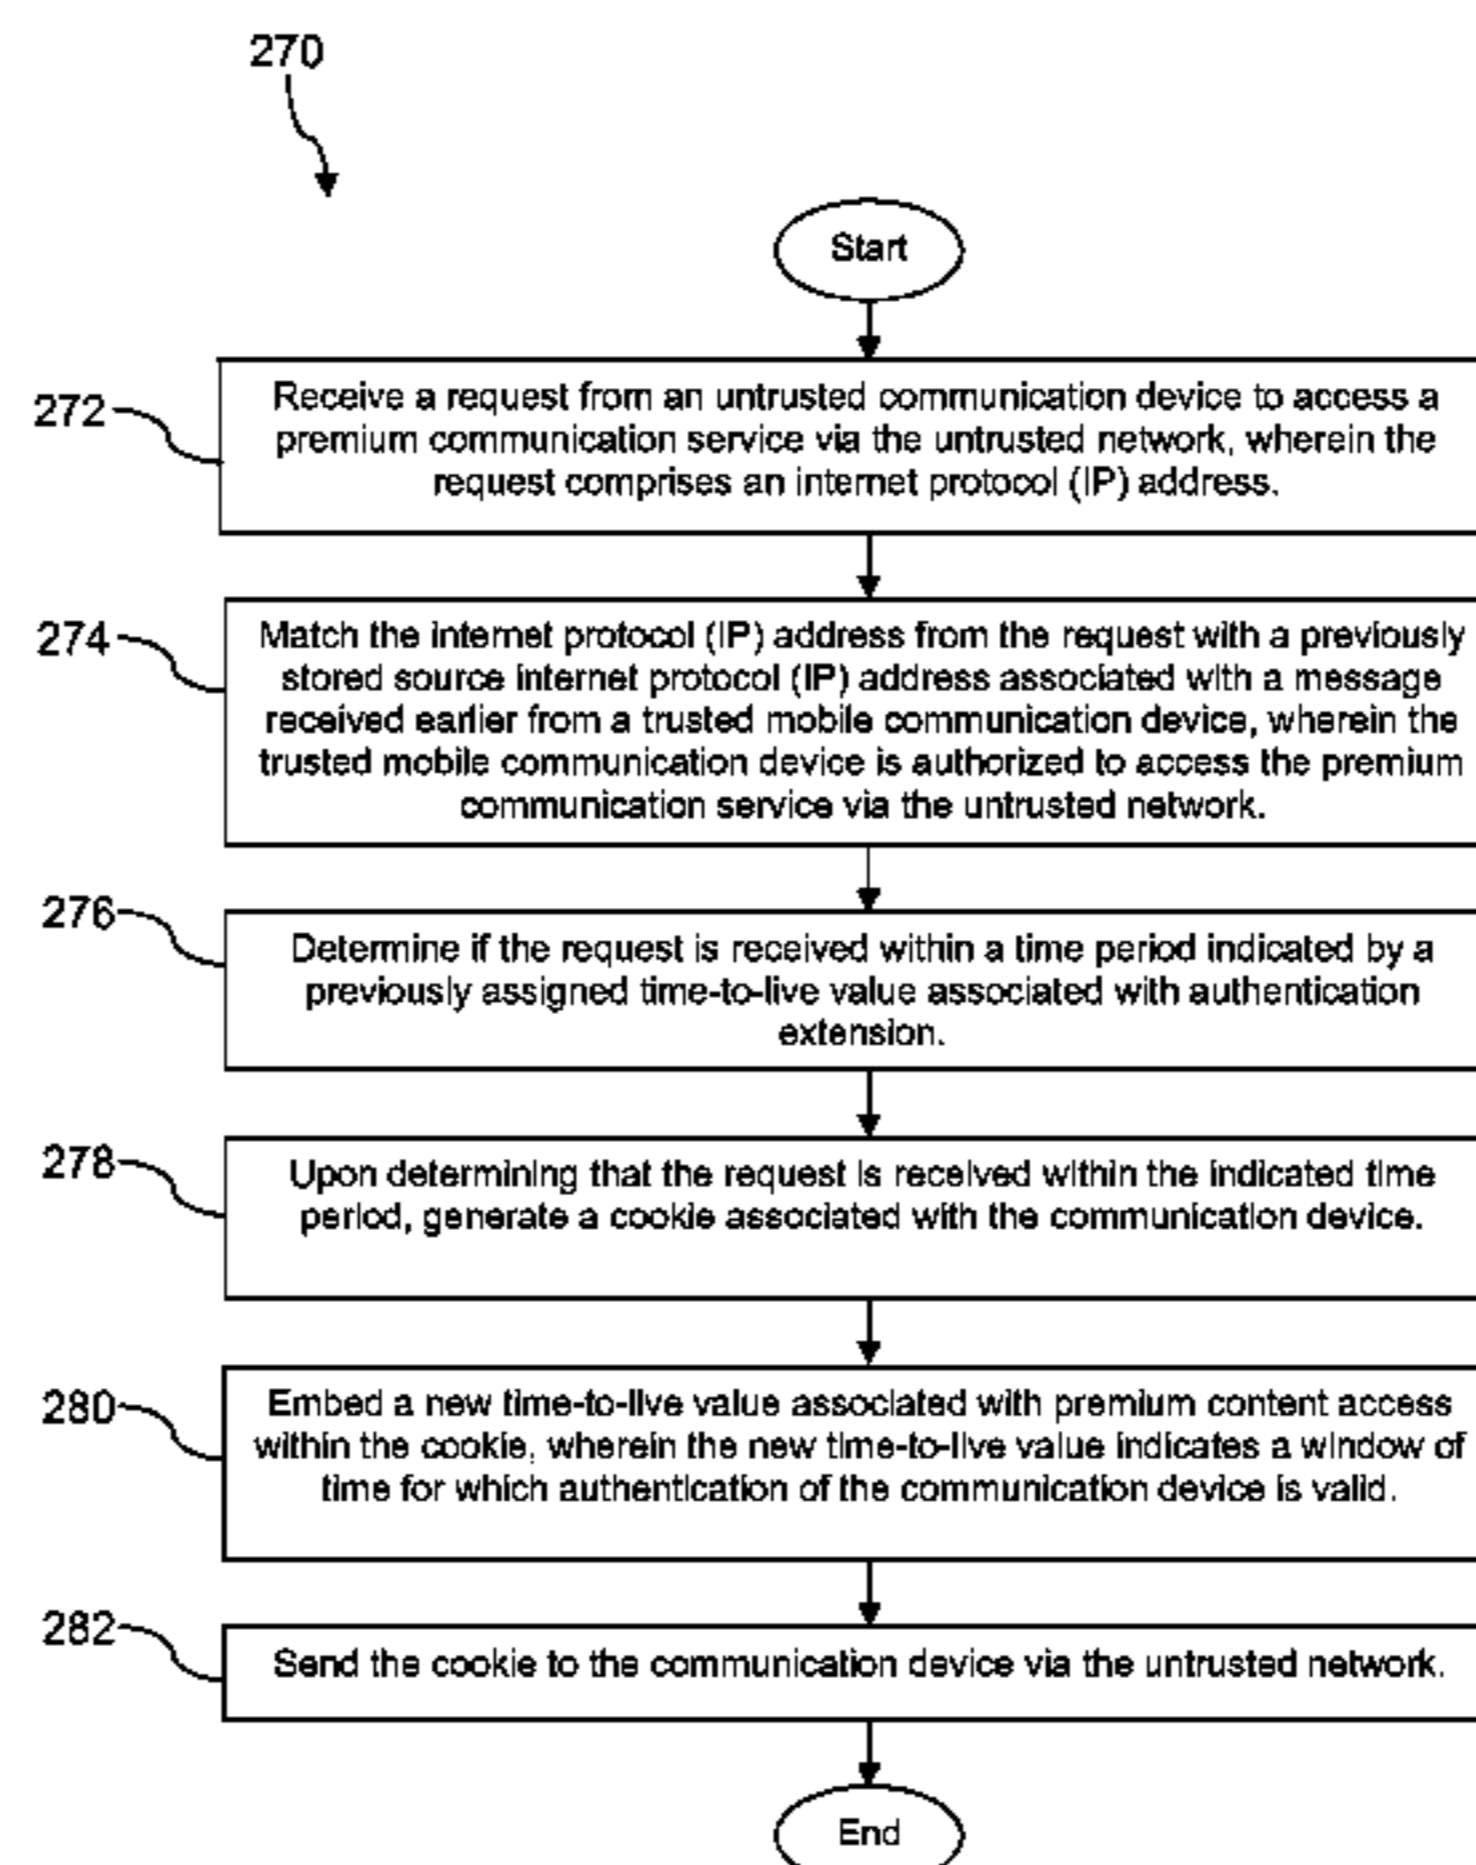 270
Start
272
Receive a request from an untrusted communication device to access a
premium communication service via the untrusted network, wherein the
request comprises an internet protocol (IP) address.
274
Match the internet protocol (IP) address from the request with a previously
stored source internet protocol (IP) address associated with a message
received earlier from a trusted mobile communication device, wherein the
trusted mobile communication device is authorized to access the premium
communication service via the untrusted network.
276
Determine if the request is received within a time period indicated by a
previously assigned time-to-live value associated with authentication
extension.
278
Upon determining that the request is received within the indicated time
period, generate a cookie associated with the communication device.
280
Embed a new time-to-live value associated with premium content access
within the cookie, wherein the new time-to-live value indicates a window of
time for which authentication of the communication device is valid.
282
Send the cookie to the communication device via the untrusted network.
End